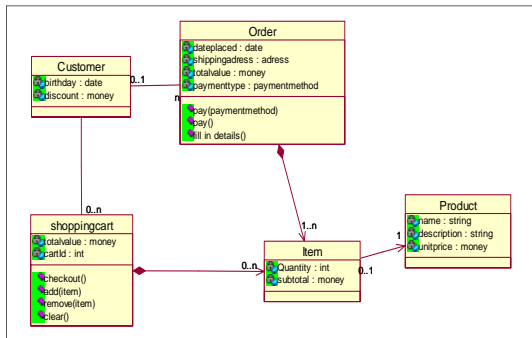 Order
dateplaced : date
shippingadress : adress
totalvalue : money
paymenttype : paymentmethod
pay(paymentmethod)
pay()
fill in details()
Customer
birthday : date
discount : money
0..1
n
0..n
1..n
shoppingcart
totalvalue : money
cartId : int
checkout()
add(item)
remove(item)
clear()
0..n
Item
Quantity : int
subtotal : money
0..1
1
Product
name : string
description : string
unitprice : money